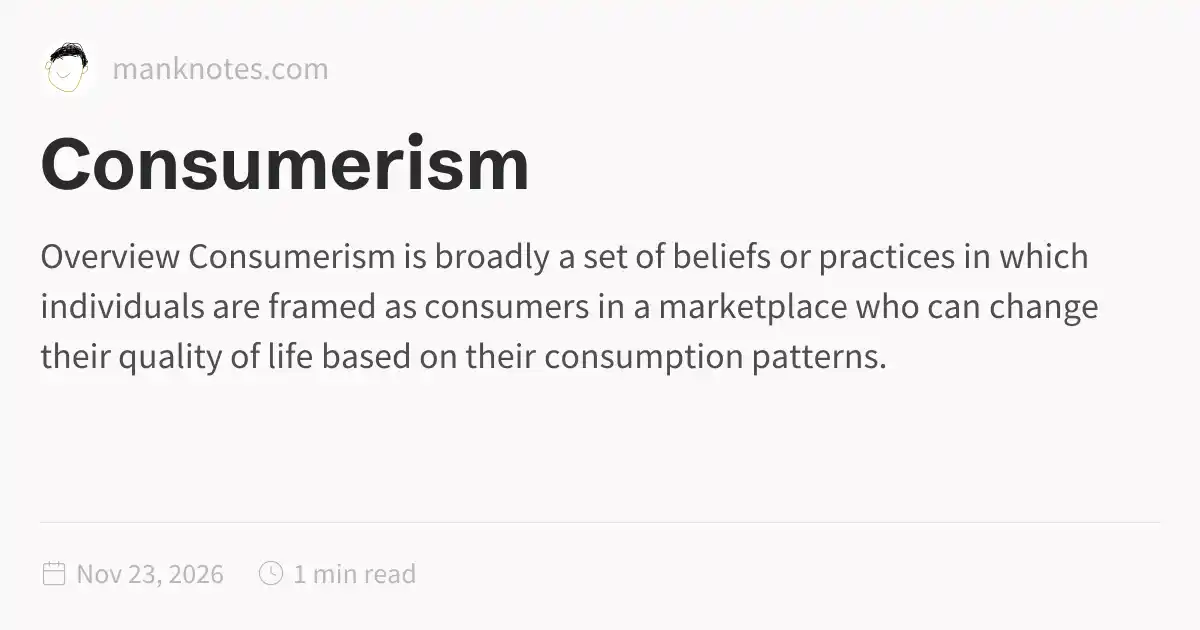 manknotes.com
Consumerism
Overview Consumerism is broadly a set of beliefs or practices in which
individuals are framed as consumers in a marketplace who can change
their quality of life based on their consumption patterns.
Nov 23, 2026 1 min read